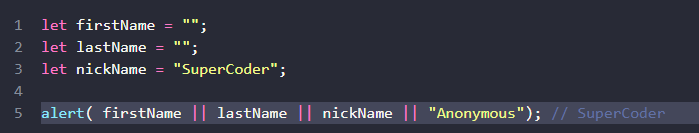 1 let firstName = "";
2 let lastName = "";
3 let nickName = "SuperCoder";
4
5 alert( firstName || lastName || nickName || "Anonymous"); // SuperCoder